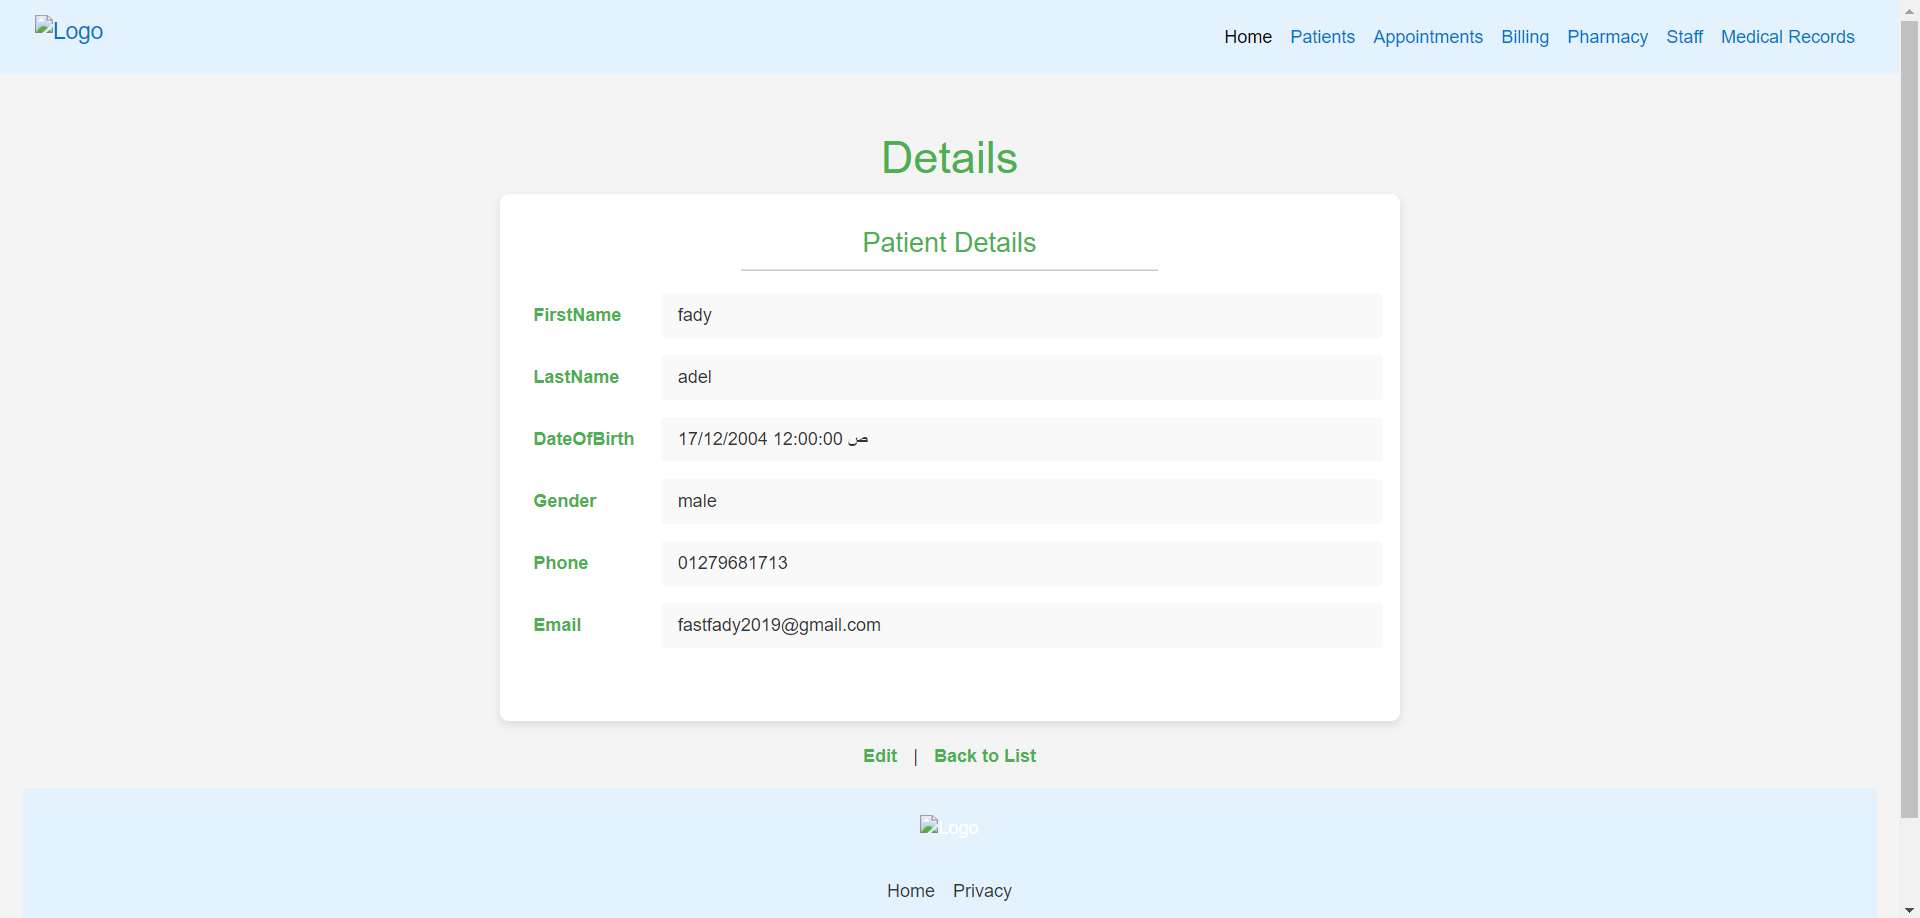 Logo
Home Patients Appointments Billing Pharmacy Staff Medical Records
Details
Patient Details
FirstName fady
LastName adel
DateOfBirth 17/12/2004 12:00:00 ص
Gender male
Phone 01279681713
Email fastfady2019@gmail.com
Edit | Back to List
Logo
Home Privacy